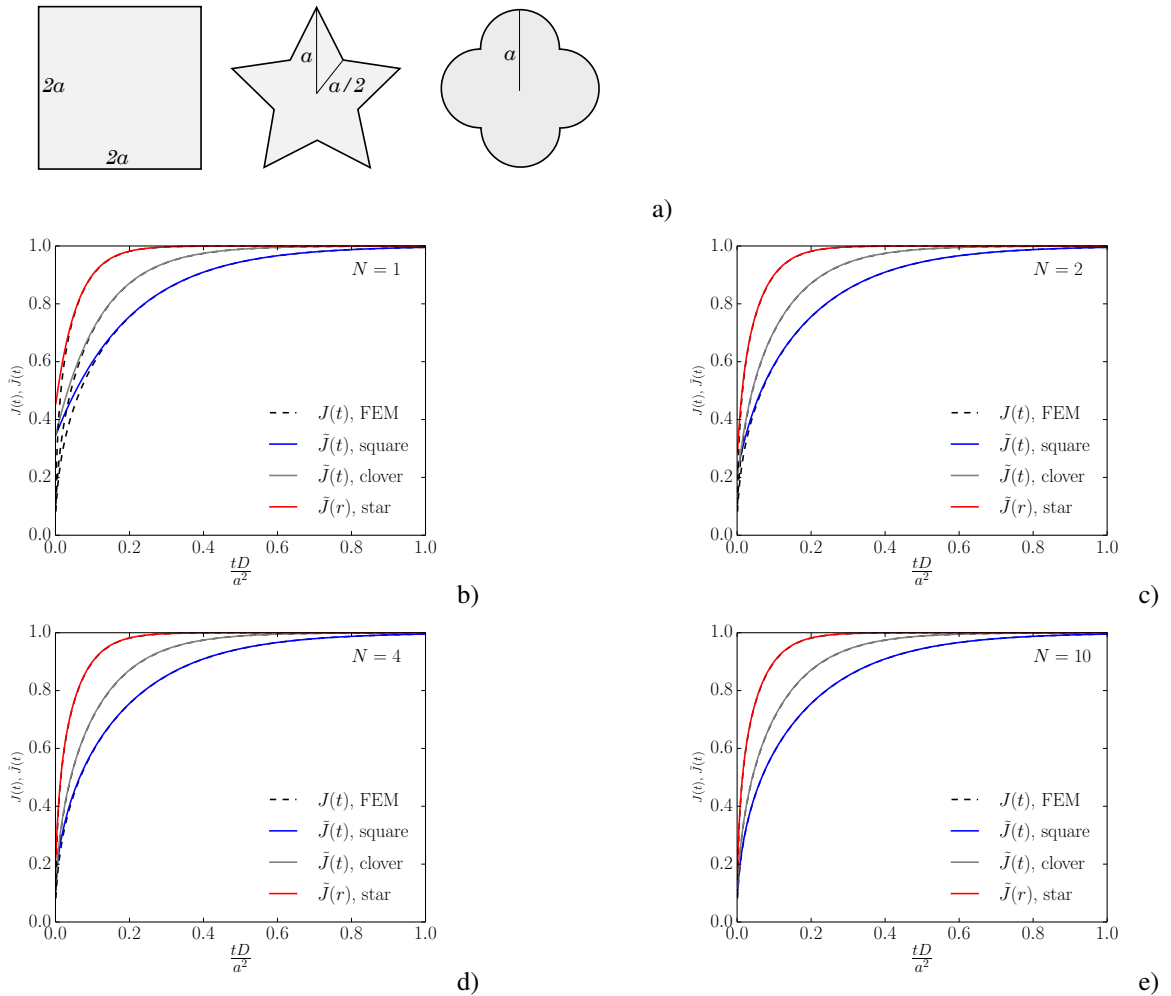 2a
2a
a
a/2
a
a)
1.0
0.8
0.6
0.4
0.2
0.0
J(t), J̃(t)
N = 1
J(t), FEM
J̃(t), square
J̃(t), clover
J̃(r), star
0.0 0.2 0.4 0.6 0.8 1.0
tD
a²
b)
1.0
0.8
0.6
0.4
0.2
0.0
J(t), J̃(t)
N = 2
J(t), FEM
J̃(t), square
J̃(t), clover
J̃(r), star
0.0 0.2 0.4 0.6 0.8 1.0
tD
a²
c)
1.0
0.8
0.6
0.4
0.2
0.0
J(t), J̃(t)
N = 4
J(t), FEM
J̃(t), square
J̃(t), clover
J̃(r), star
0.0 0.2 0.4 0.6 0.8 1.0
tD
a²
d)
1.0
0.8
0.6
0.4
0.2
0.0
J(t), J̃(t)
N = 10
J(t), FEM
J̃(t), square
J̃(t), clover
J̃(r), star
0.0 0.2 0.4 0.6 0.8 1.0
tD
a²
e)